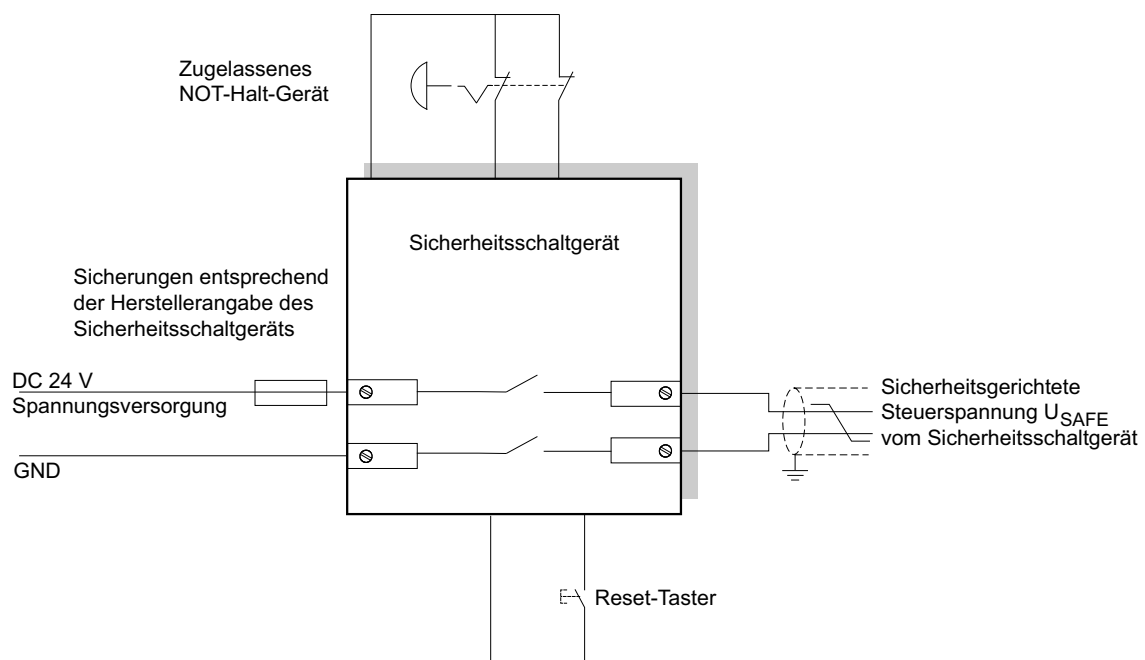 Zugelassenes
NOT-Halt-Gerät
Sicherheitsschaltgerät
Sicherungen entsprechend
der Herstellerangabe des
Sicherheitsschaltgeräts
DC 24 V
Spannungsversorgung
GND
Sicherheitsgerichtete
Steuerspannung USAFE
vom Sicherheitsschaltgerät
Reset-Taster